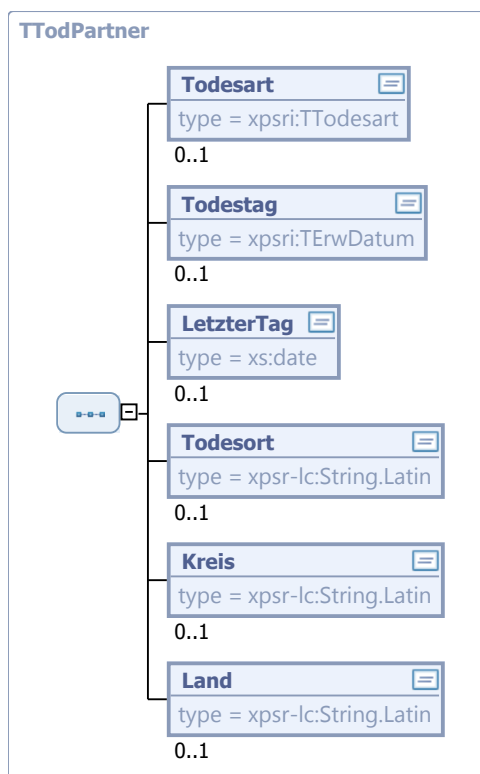 TTodPartner
Todesart
type = xpsri:TTodesart
0..1
Todestag
type = xpsri:TErwDatum
0..1
LetzterTag
type = xs:date
0..1
Todesort
type = xpsr-lc:String.Latin
0..1
Kreis
type = xpsr-lc:String.Latin
0..1
Land
type = xpsr-lc:String.Latin
0..1